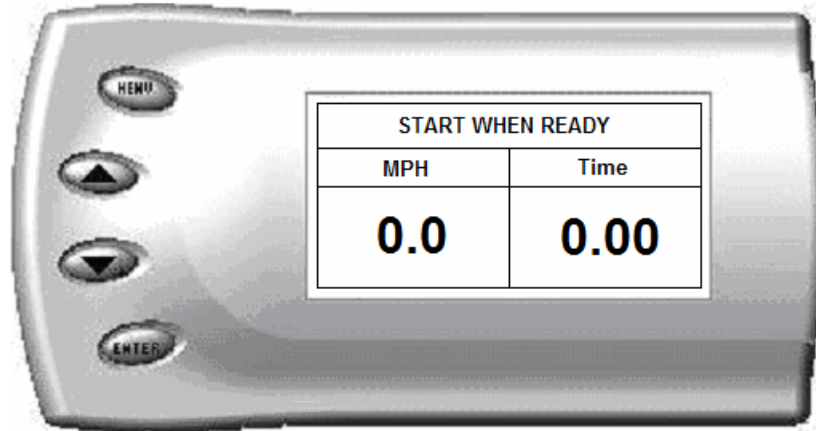 MENU
START WHEN READY
MPH Time
0.0 0.00
ENTER